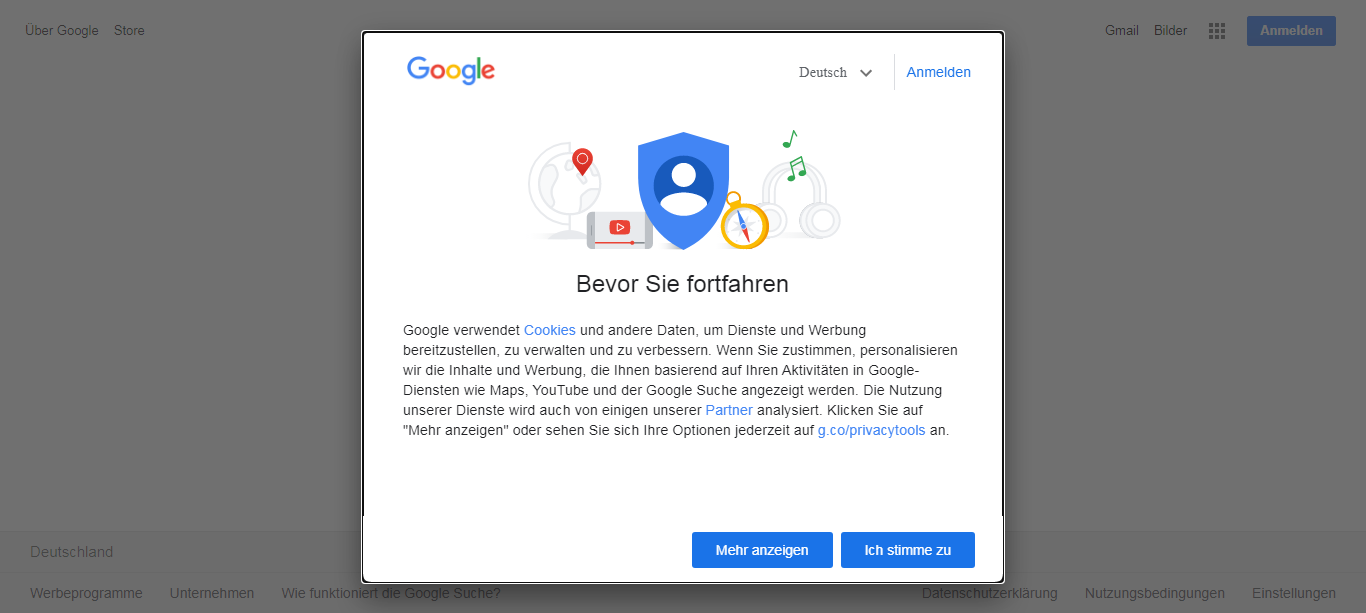 Über Google Store Gmail Bilder Anmelden
Google Deutsch Anmelden
Bevor Sie fortfahren
Google verwendet Cookies und andere Daten, um Dienste und Werbung
bereitzustellen, zu verwalten und zu verbessern. Wenn Sie zustimmen, personalisieren
wir die Inhalte und Werbung, die Ihnen basierend auf Ihren Aktivitäten in Google-
Diensten wie Maps, YouTube und der Google Suche angezeigt werden. Die Nutzung
unserer Dienste wird auch von einigen unserer Partner analysiert. Klicken Sie auf
"Mehr anzeigen" oder sehen Sie sich Ihre Optionen jederzeit auf g.co/privacytools an.
Mehr anzeigen Ich stimme zu
Deutschland
Werbeprogramme Unternehmen Wie funktioniert die Google Suche? Datenschutzerklärung Nutzungsbedingungen Einstellungen